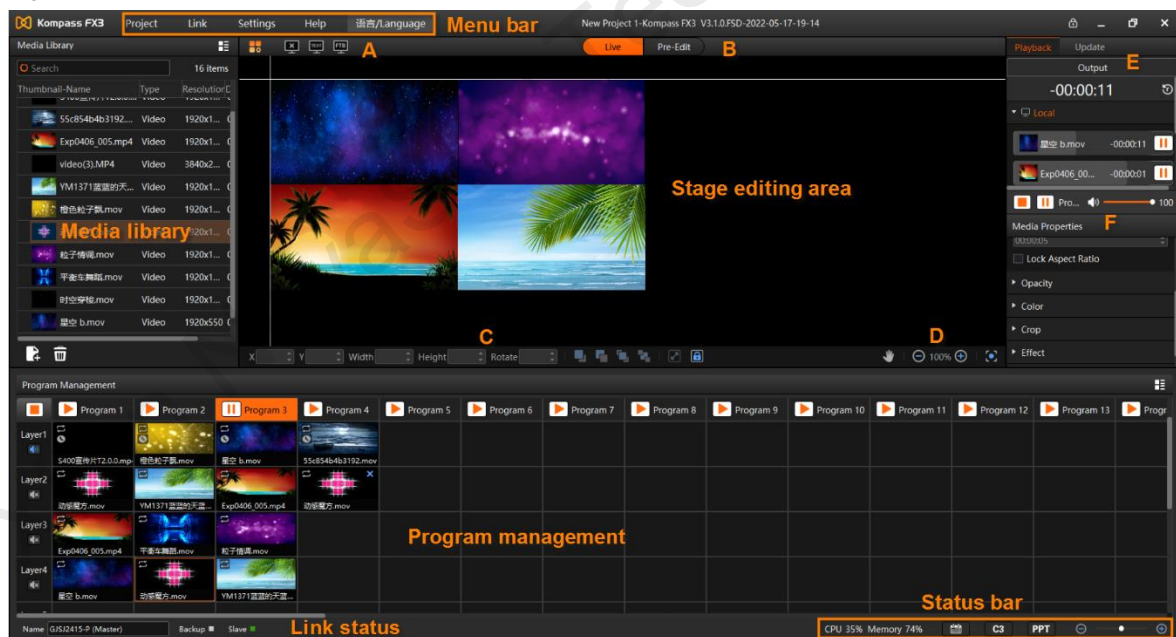 Kompass FX3 Project Link Settings Help 语言/Language Menu bar New Project 1-Kompass FX3 V3.1.0.FSD-2022-05-17-19-14
Media Library A Live Pre-Edit B Playback Update
Search 16 items Output E
Thumbnail-Name Type Resolution -00:00:11
Local
55c854b4b3192.... Video 1920x1...
星空 b.mov -00:00:11
Exp0406_005.mp4 Video 1920x1...
video(3).MP4 Video 3840x2...
Exp0406_00... -00:00:01
YM1371蓝蓝的天... Video 1920x1...
Stage editing area
Pro... 100
橙色粒子飘.mov Video 1920x1...
Media library 1920x1...
Media Properties F
00:00:05
粒子情调.mov Video 1920x1...
Lock Aspect Ratio
平衡车舞蹈.mov Video 1920x1...
Opacity
时空穿梭.mov Video 1920x1...
Color
星空 b.mov Video 1920x550
Crop
C D
X Y Width Height Rotate 100%
Effect
Program Management
Program 1 Program 2 Program 3 Program 4 Program 5 Program 6 Program 7 Program 8 Program 9 Program 10 Program 11 Program 12 Program 13 Progr
Layer1
S400宣传片T2.0.0.mp- 橙色粒子飘.mov 星空 b.mov 55c854b4b3192.mov
Layer2
动感魔方.mov YM1371蓝蓝的天蓝... Exp0406_005.mp4 动感魔方.mov
Layer3
Exp0406_005.mp4 平衡车舞蹈.mov 粒子情调.mov
Program management
Layer4
星空 b.mov 动感魔方.mov YM1371蓝蓝的天蓝...
Status bar
Name GJSJ2415-P (Master) Backup Slave Link status CPU 35% Memory 74% C3 PPT